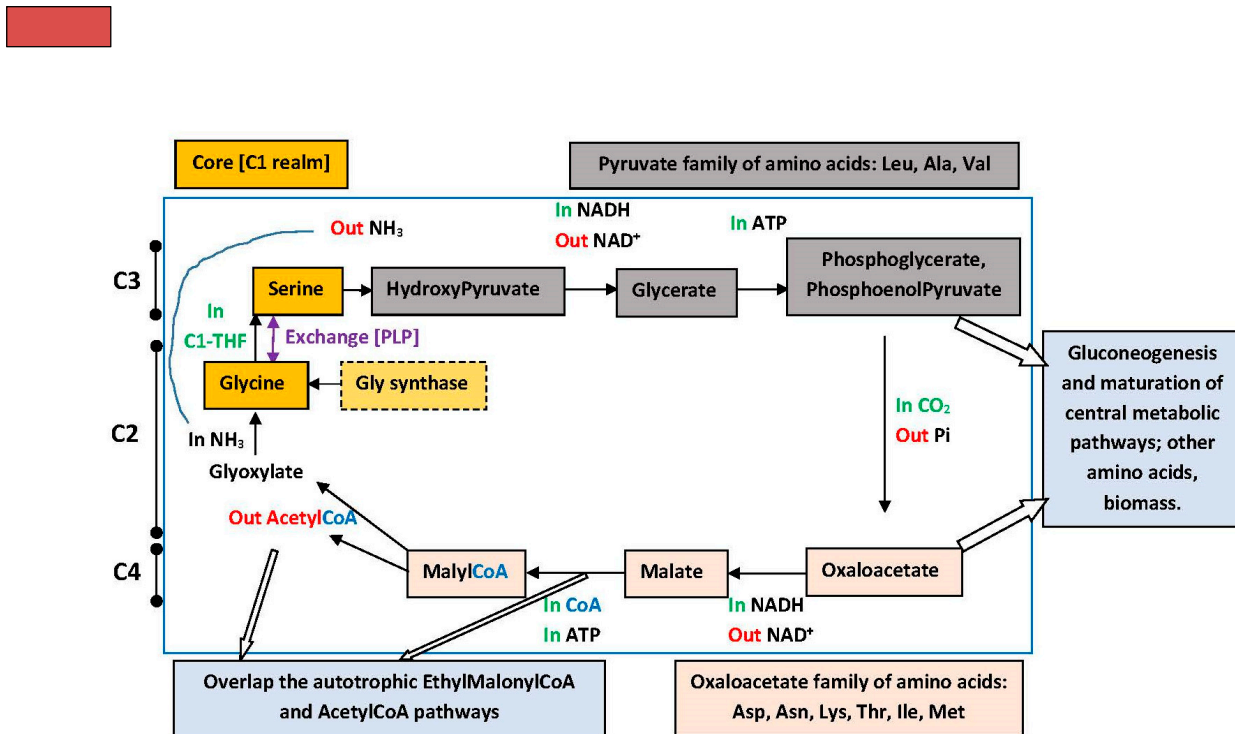 Core [C1 realm]
Pyruvate family of amino acids: Leu, Ala, Val
Out NH₃
In NADH
Out NAD⁺
In ATP
C3
Serine
HydroxyPyruvate
Glycerate
Phosphoglycerate,
PhosphoenolPyruvate
In
C1-THF
Exchange [PLP]
Glycine
Gly synthase
C2
In NH₃
Glyoxylate
In CO₂
Out Pi
Gluconeogenesis
and maturation of
central metabolic
pathways; other
amino acids,
biomass.
Out AcetylCoA
C4
MalylCoA
Malate
Oxaloacetate
In CoA
In ATP
In NADH
Out NAD⁺
Overlap the autotrophic EthylMalonylCoA
and AcetylCoA pathways
Oxaloacetate family of amino acids:
Asp, Asn, Lys, Thr, Ile, Met